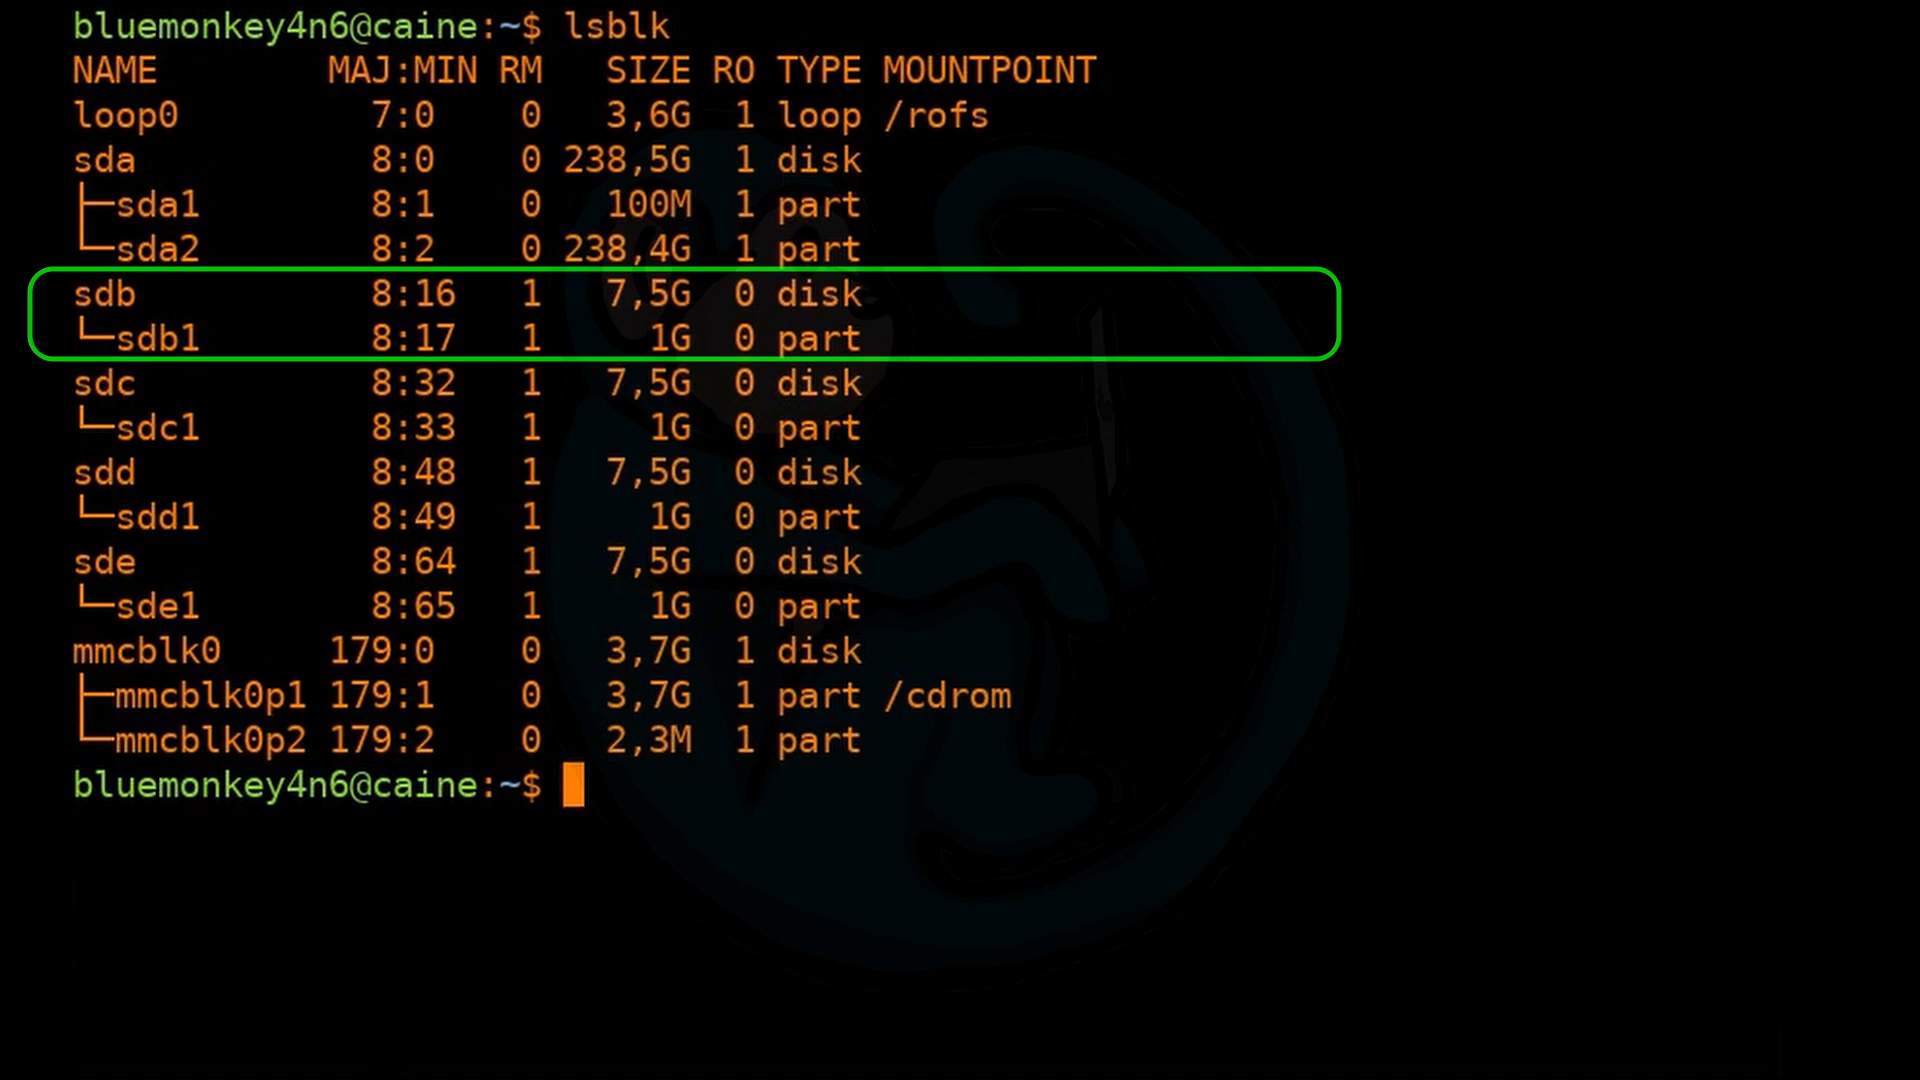 bluemonkey4n6@caine:~$ lsblk
NAME        MAJ:MIN RM   SIZE RO TYPE MOUNTPOINT
loop0         7:0    0   3,6G  1 loop /rofs
sda           8:0    0 238,5G  1 disk
├─sda1        8:1    0   100M  1 part
└─sda2        8:2    0 238,4G  1 part
sdb           8:16   1   7,5G  0 disk
└─sdb1        8:17   1     1G  0 part
sdc           8:32   1   7,5G  0 disk
└─sdc1        8:33   1     1G  0 part
sdd           8:48   1   7,5G  0 disk
└─sdd1        8:49   1     1G  0 part
sde           8:64   1   7,5G  0 disk
└─sde1        8:65   1     1G  0 part
mmcblk0     179:0    0   3,7G  1 disk
├─mmcblk0p1 179:1    0   3,7G  1 part /cdrom
└─mmcblk0p2 179:2    0   2,3M  1 part
bluemonkey4n6@caine:~$